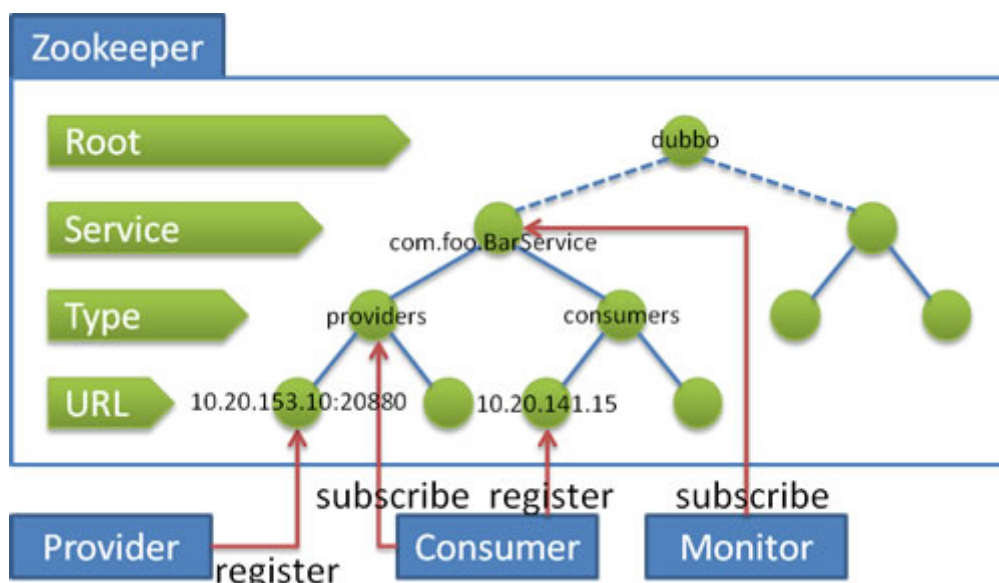 Zookeeper
Root
dubbo
Service
com.foo.BarService
Type
providers
consumers
URL
10.20.153.10:20880
10.20.141.15
subscribe
register
subscribe
Provider
register
Consumer
Monitor